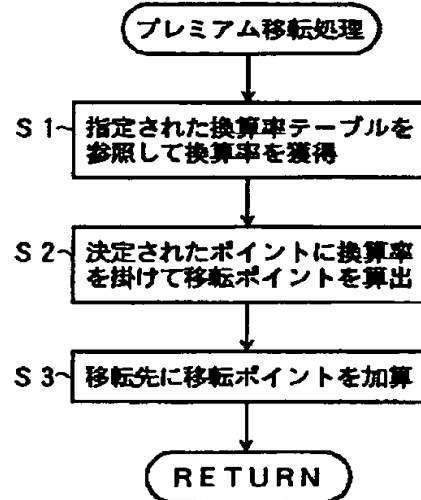 プレミアム移転処理
S1 指定された換算率テーブルを
参照して換算率を獲得
S2 決定されたポイントに換算率
を掛けて移転ポイントを算出
S3 移転先に移転ポイントを加算
RETURN